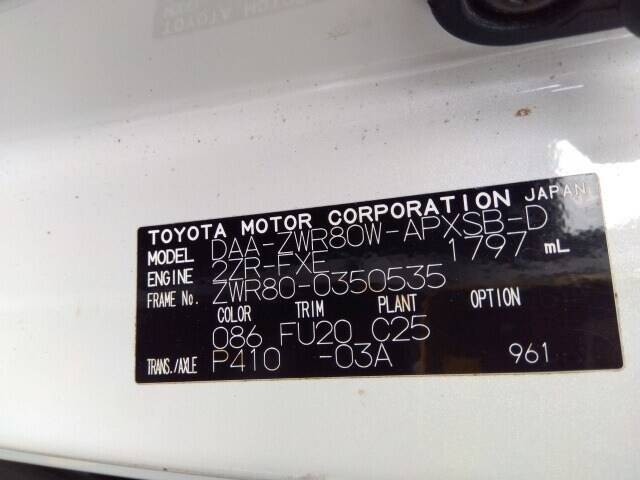 TOYOTA MOTOR CORPORATION JAPAN
MODEL DAA-ZWR80W-APXSB-D
ENGINE 2ZR-FXE 1797 mL
FRAME No. ZWR80-0350535
COLOR TRIM PLANT OPTION
086 FU20 C25
TRANS./AXLE P410 -03A 961